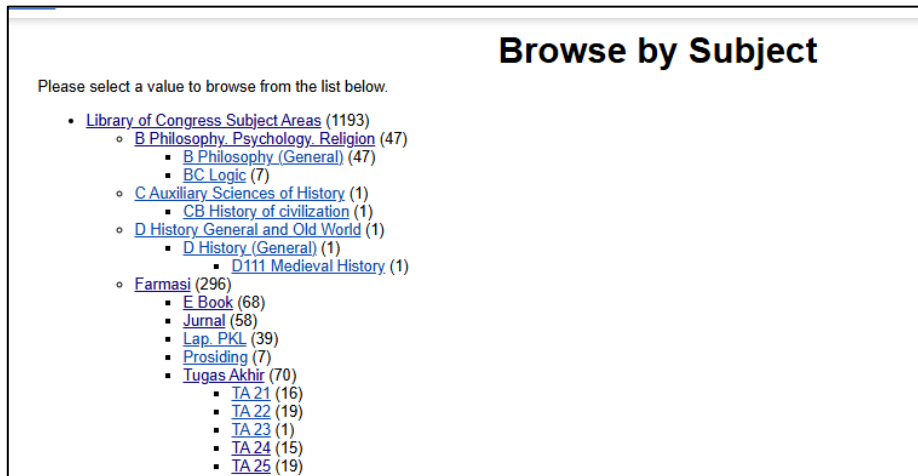 Browse by Subject
Please select a value to browse from the list below.
Library of Congress Subject Areas (1193)
B Philosophy. Psychology. Religion (47)
B Philosophy (General) (47)
BC Logic (7)
C Auxiliary Sciences of History (1)
CB History of civilization (1)
D History General and Old World (1)
D History (General) (1)
D111 Medieval History (1)
Farmasi (296)
E Book (68)
Jurnal (58)
Lap. PKL (39)
Prosiding (7)
Tugas Akhir (70)
TA 21 (16)
TA 22 (19)
TA 23 (1)
TA 24 (15)
TA 25 (19)